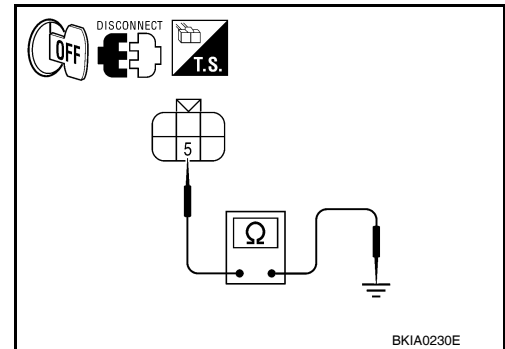 DISCONNECT
OFF
T.S.
5
Ω
BKIA0230E